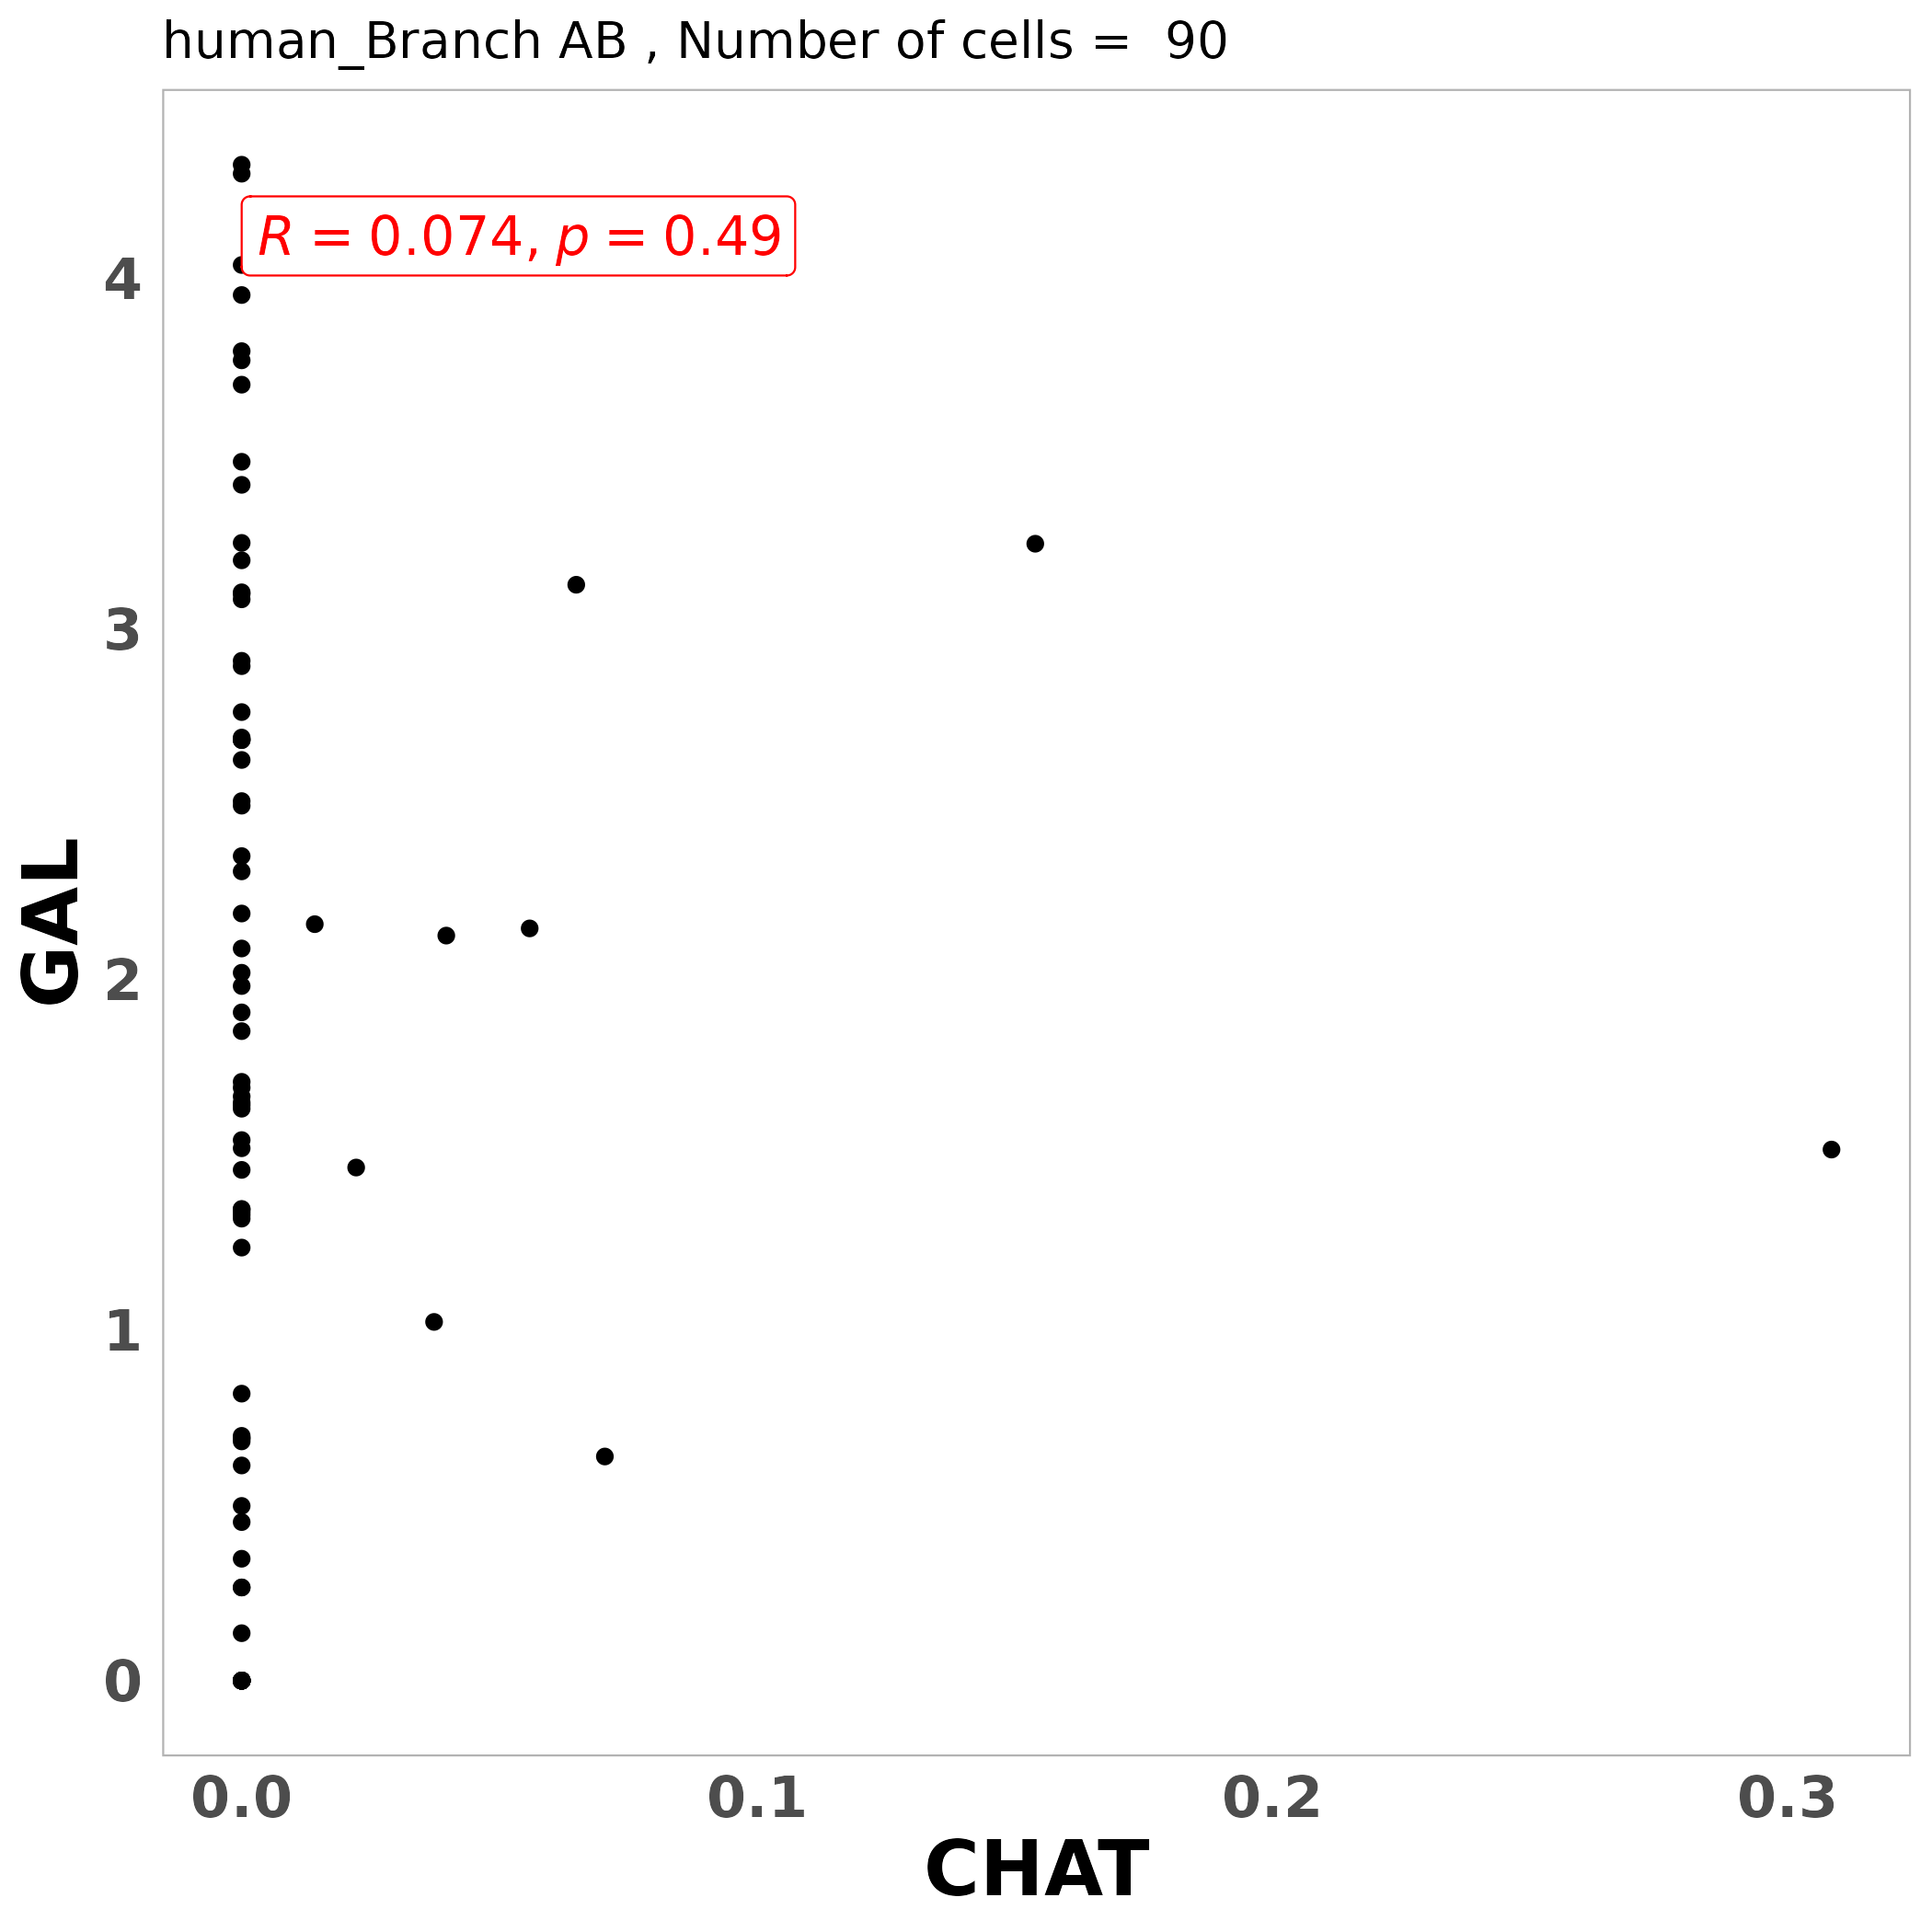 human_Branch AB , Number of cells =  90
R = 0.074, p = 0.49
4
3
2
1
0
GAL
0.0 0.1 0.2 0.3
CHAT